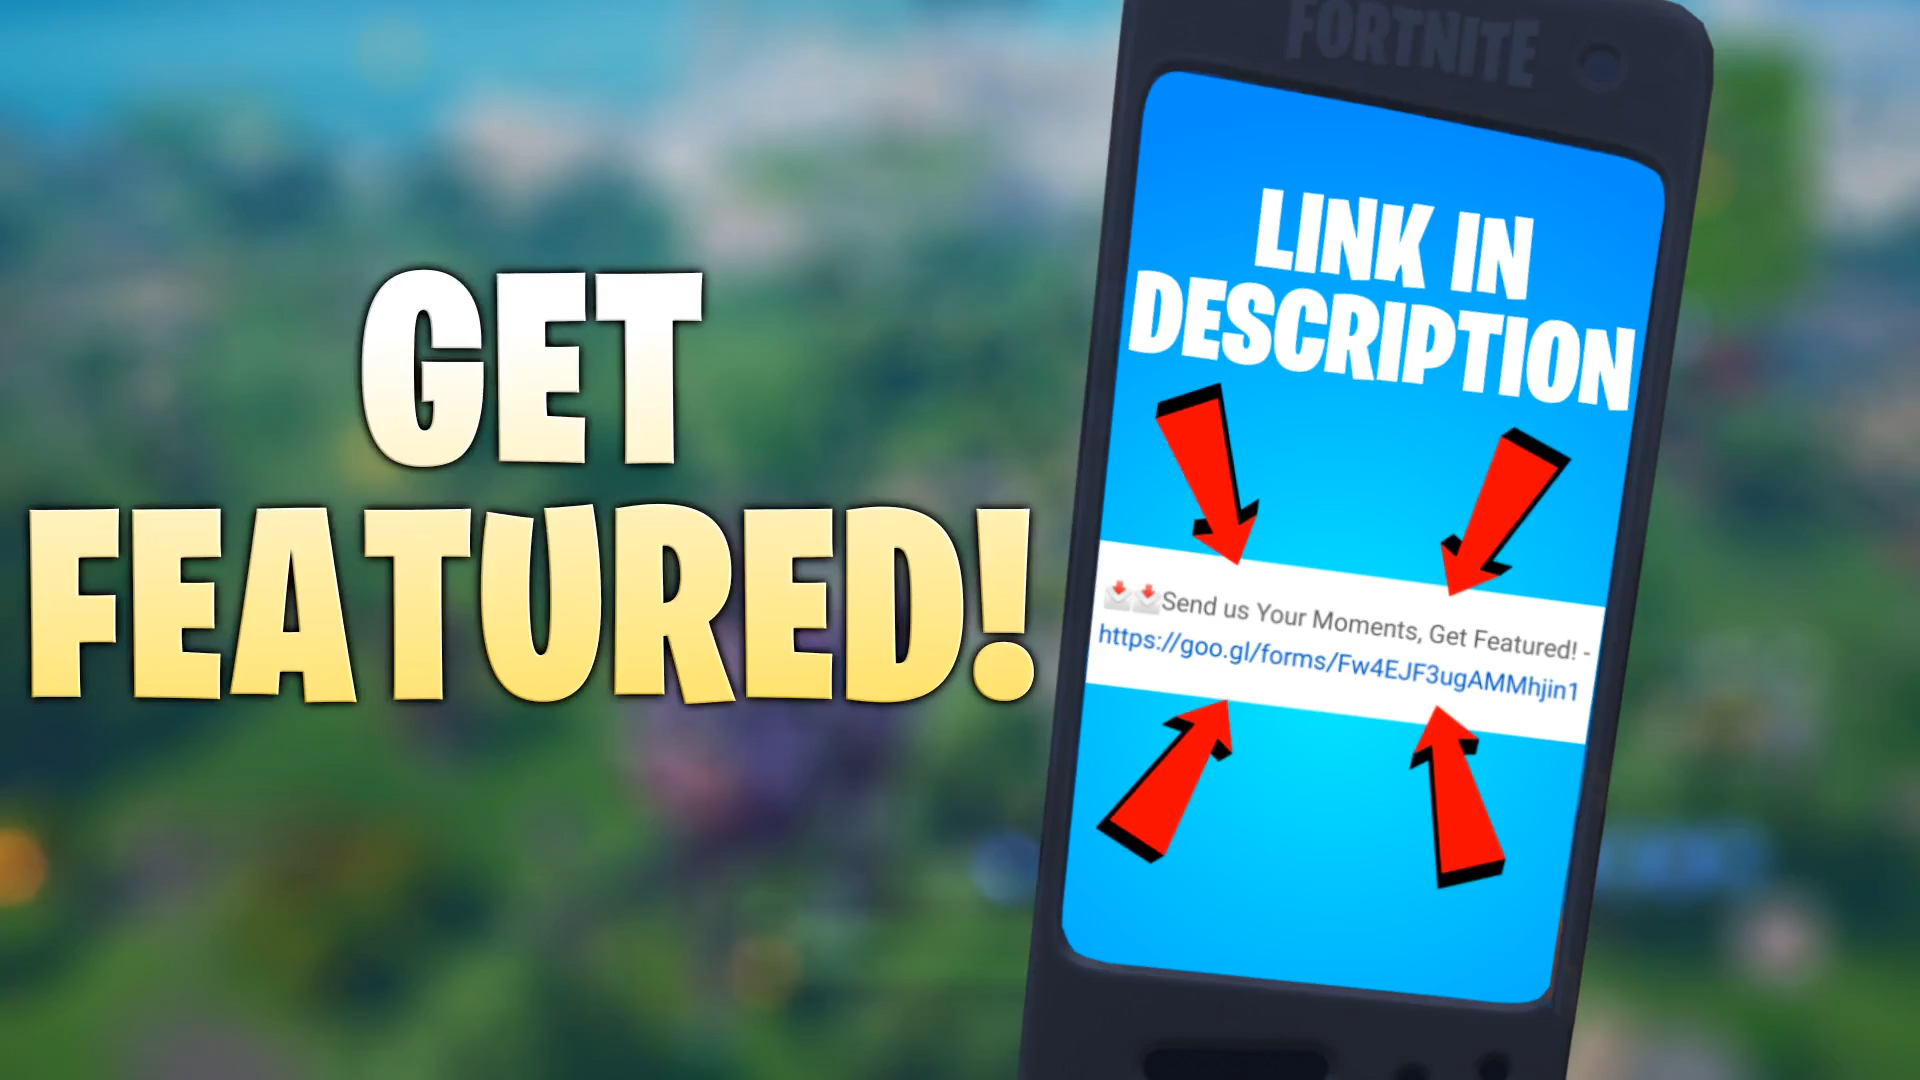 GET
FEATURED!
FORTNITE
LINK IN
DESCRIPTION
📩📩Send us Your Moments, Get Featured! -
https://goo.gl/forms/Fw4EJF3ugAMMhjin1